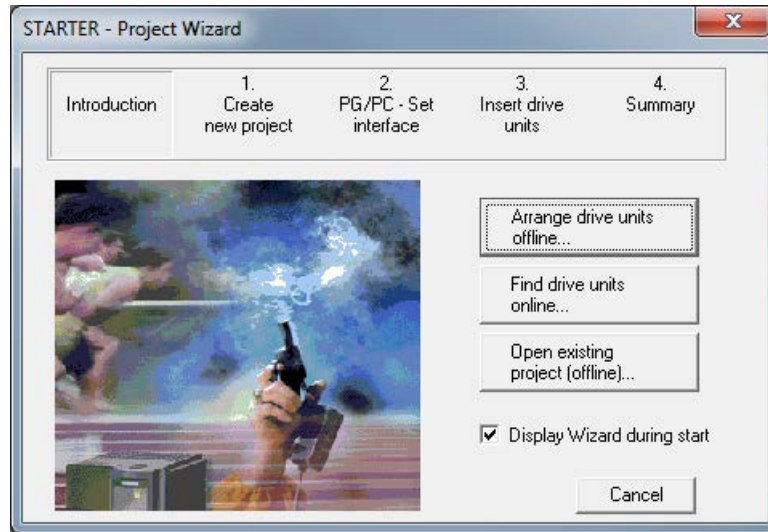 STARTER - Project Wizard
Introduction
1.
Create
new project
2.
PG/PC - Set
interface
3.
Insert drive
units
4.
Summary
Arrange drive units
offline...
Find drive units
online...
Open existing
project (offline)...
Display Wizard during start
Cancel